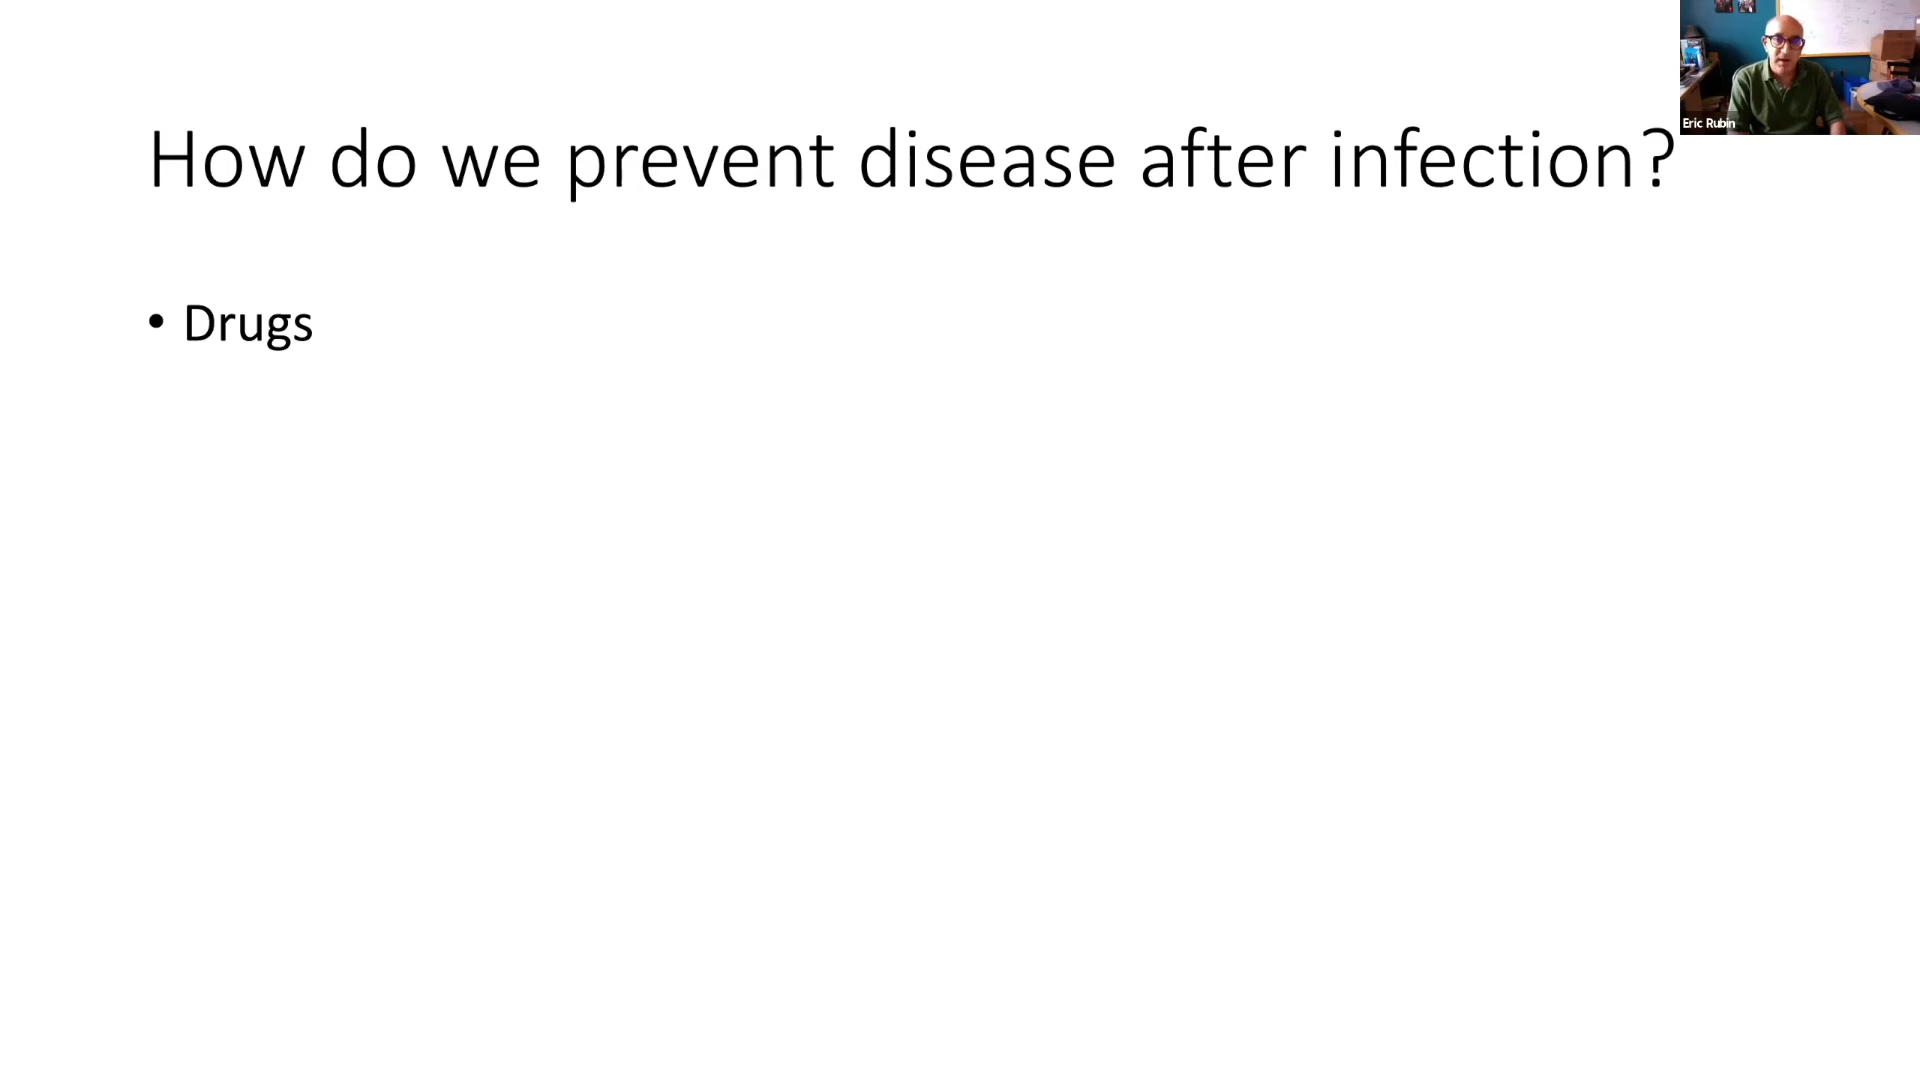 How do we prevent disease after infection?
• Drugs
Eric Rubin